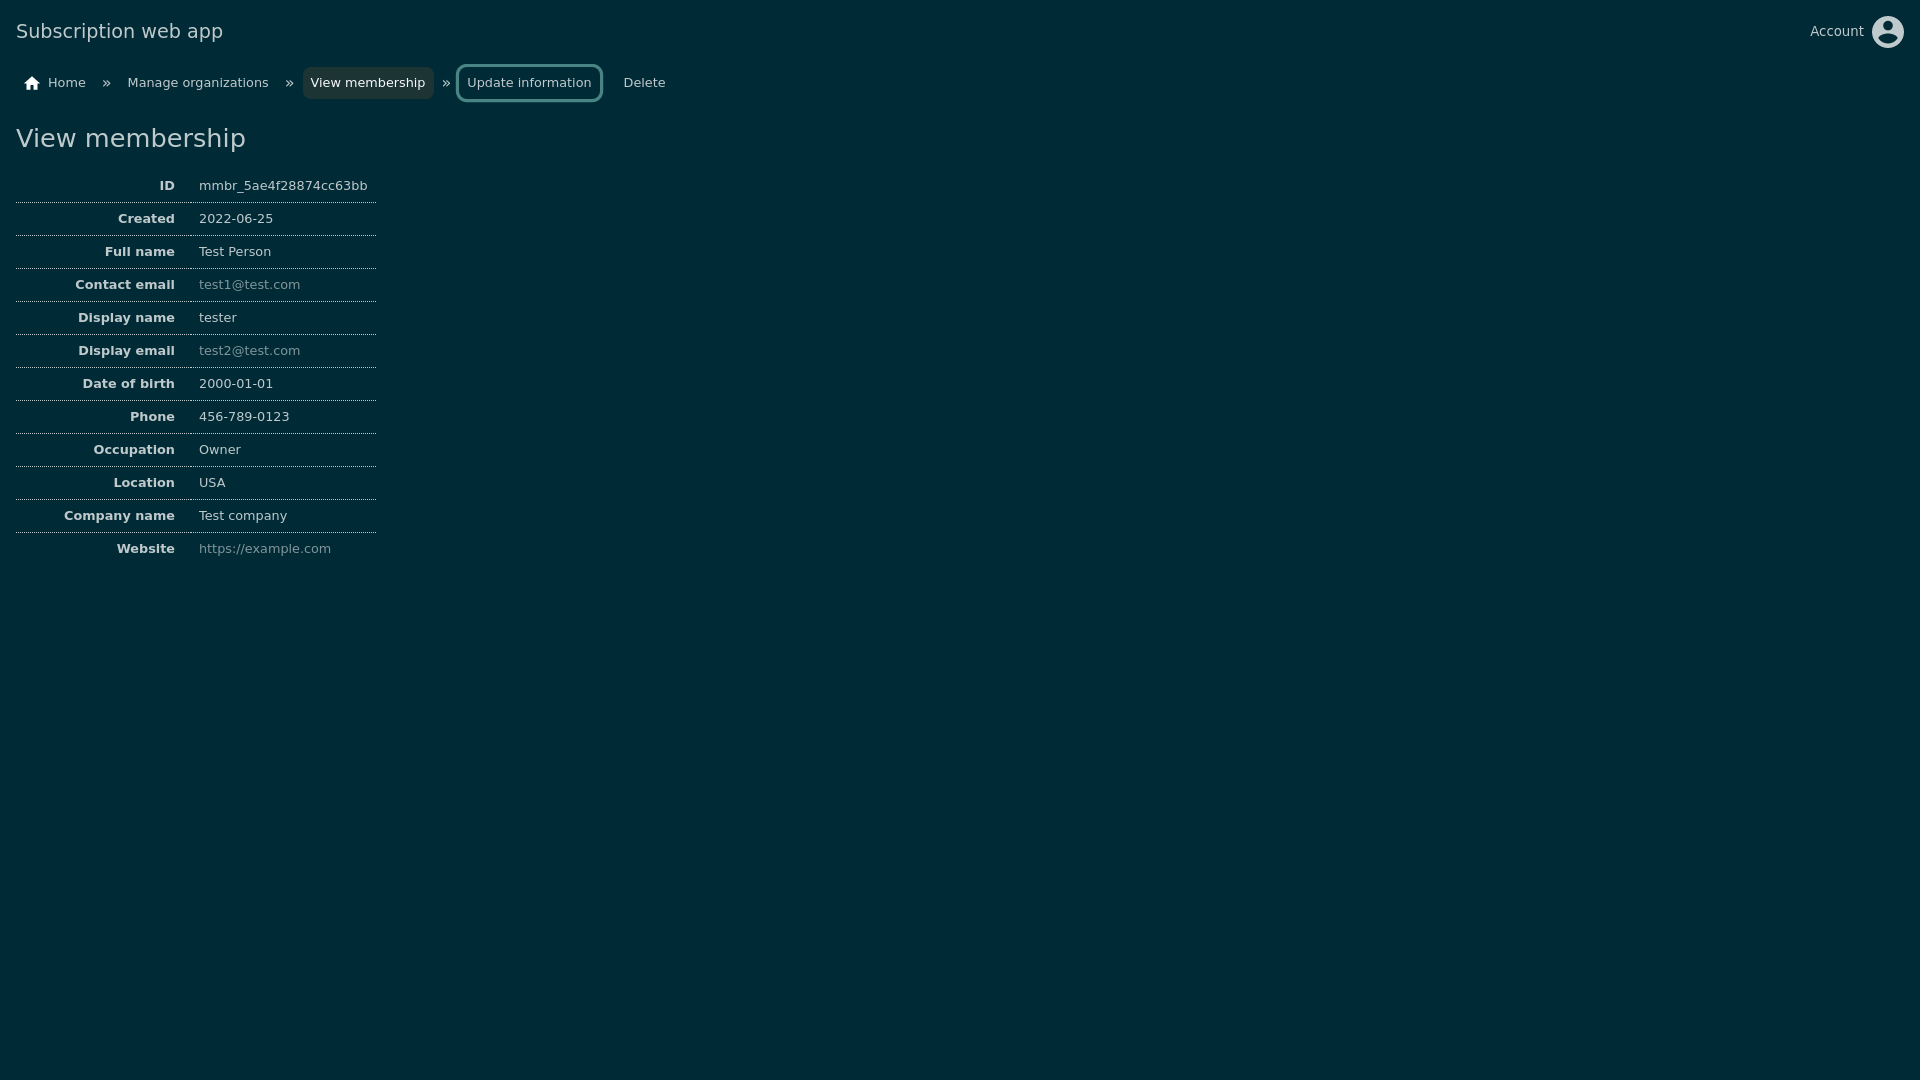 Subscription web app
Account
Home » Manage organizations » View membership » Update information Delete
View membership
ID mmbr_5ae4f28874cc63bb
Created 2022-06-25
Full name Test Person
Contact email test1@test.com
Display name tester
Display email test2@test.com
Date of birth 2000-01-01
Phone 456-789-0123
Occupation Owner
Location USA
Company name Test company
Website https://example.com